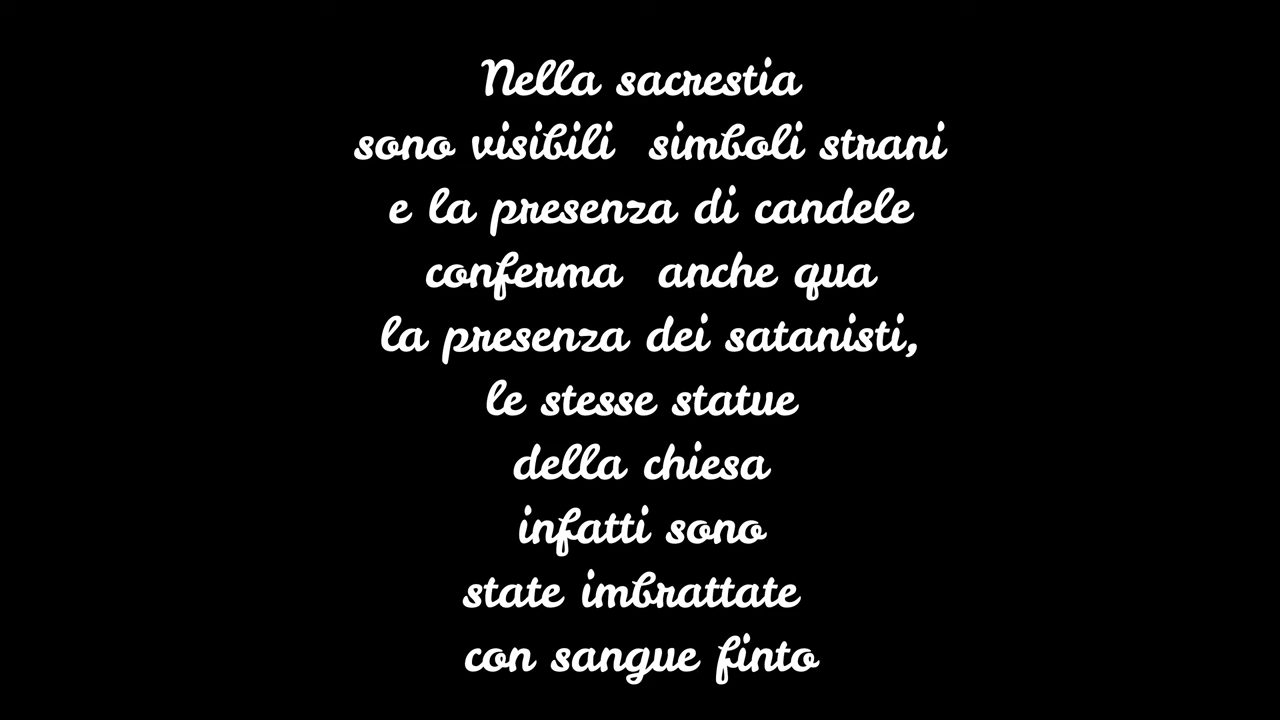 Nella sacrestia
sono visibili simboli strani
e la presenza di candele
conferma anche qua
la presenza dei satanisti,
le stesse statue
della chiesa
infatti sono
state imbrattate
con sangue finto